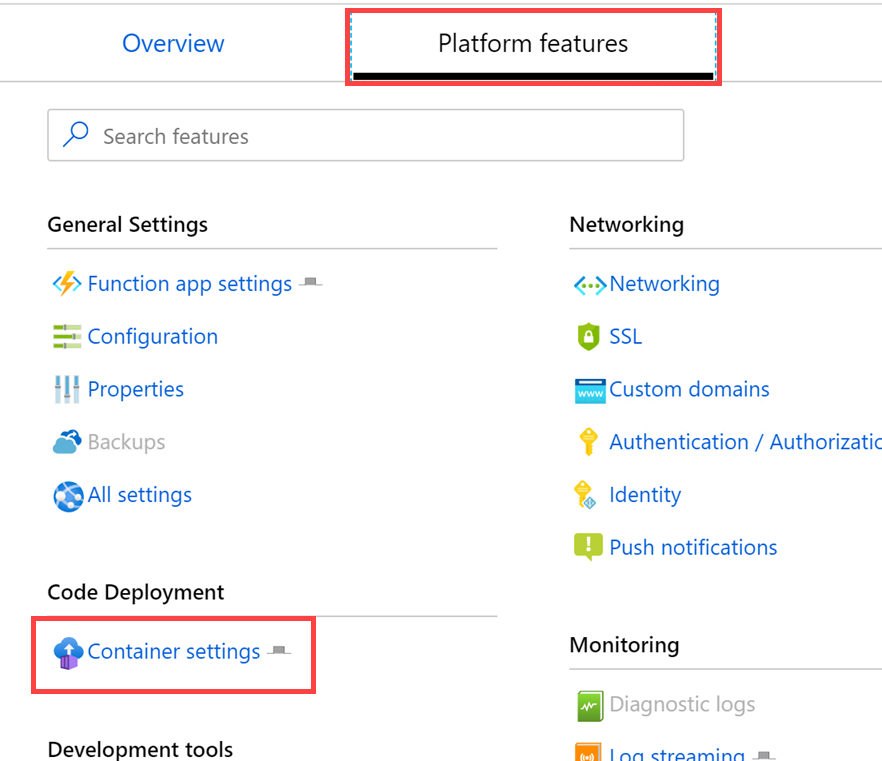 Overview
Platform features
Search features
General Settings
Function app settings
Configuration
Properties
Backups
All settings
Code Deployment
Container settings
Development tools
Networking
Networking
SSL
www
Custom domains
Authentication / Authorizatio
Identity
Push notifications
Monitoring
Diagnostic logs
Log streaming